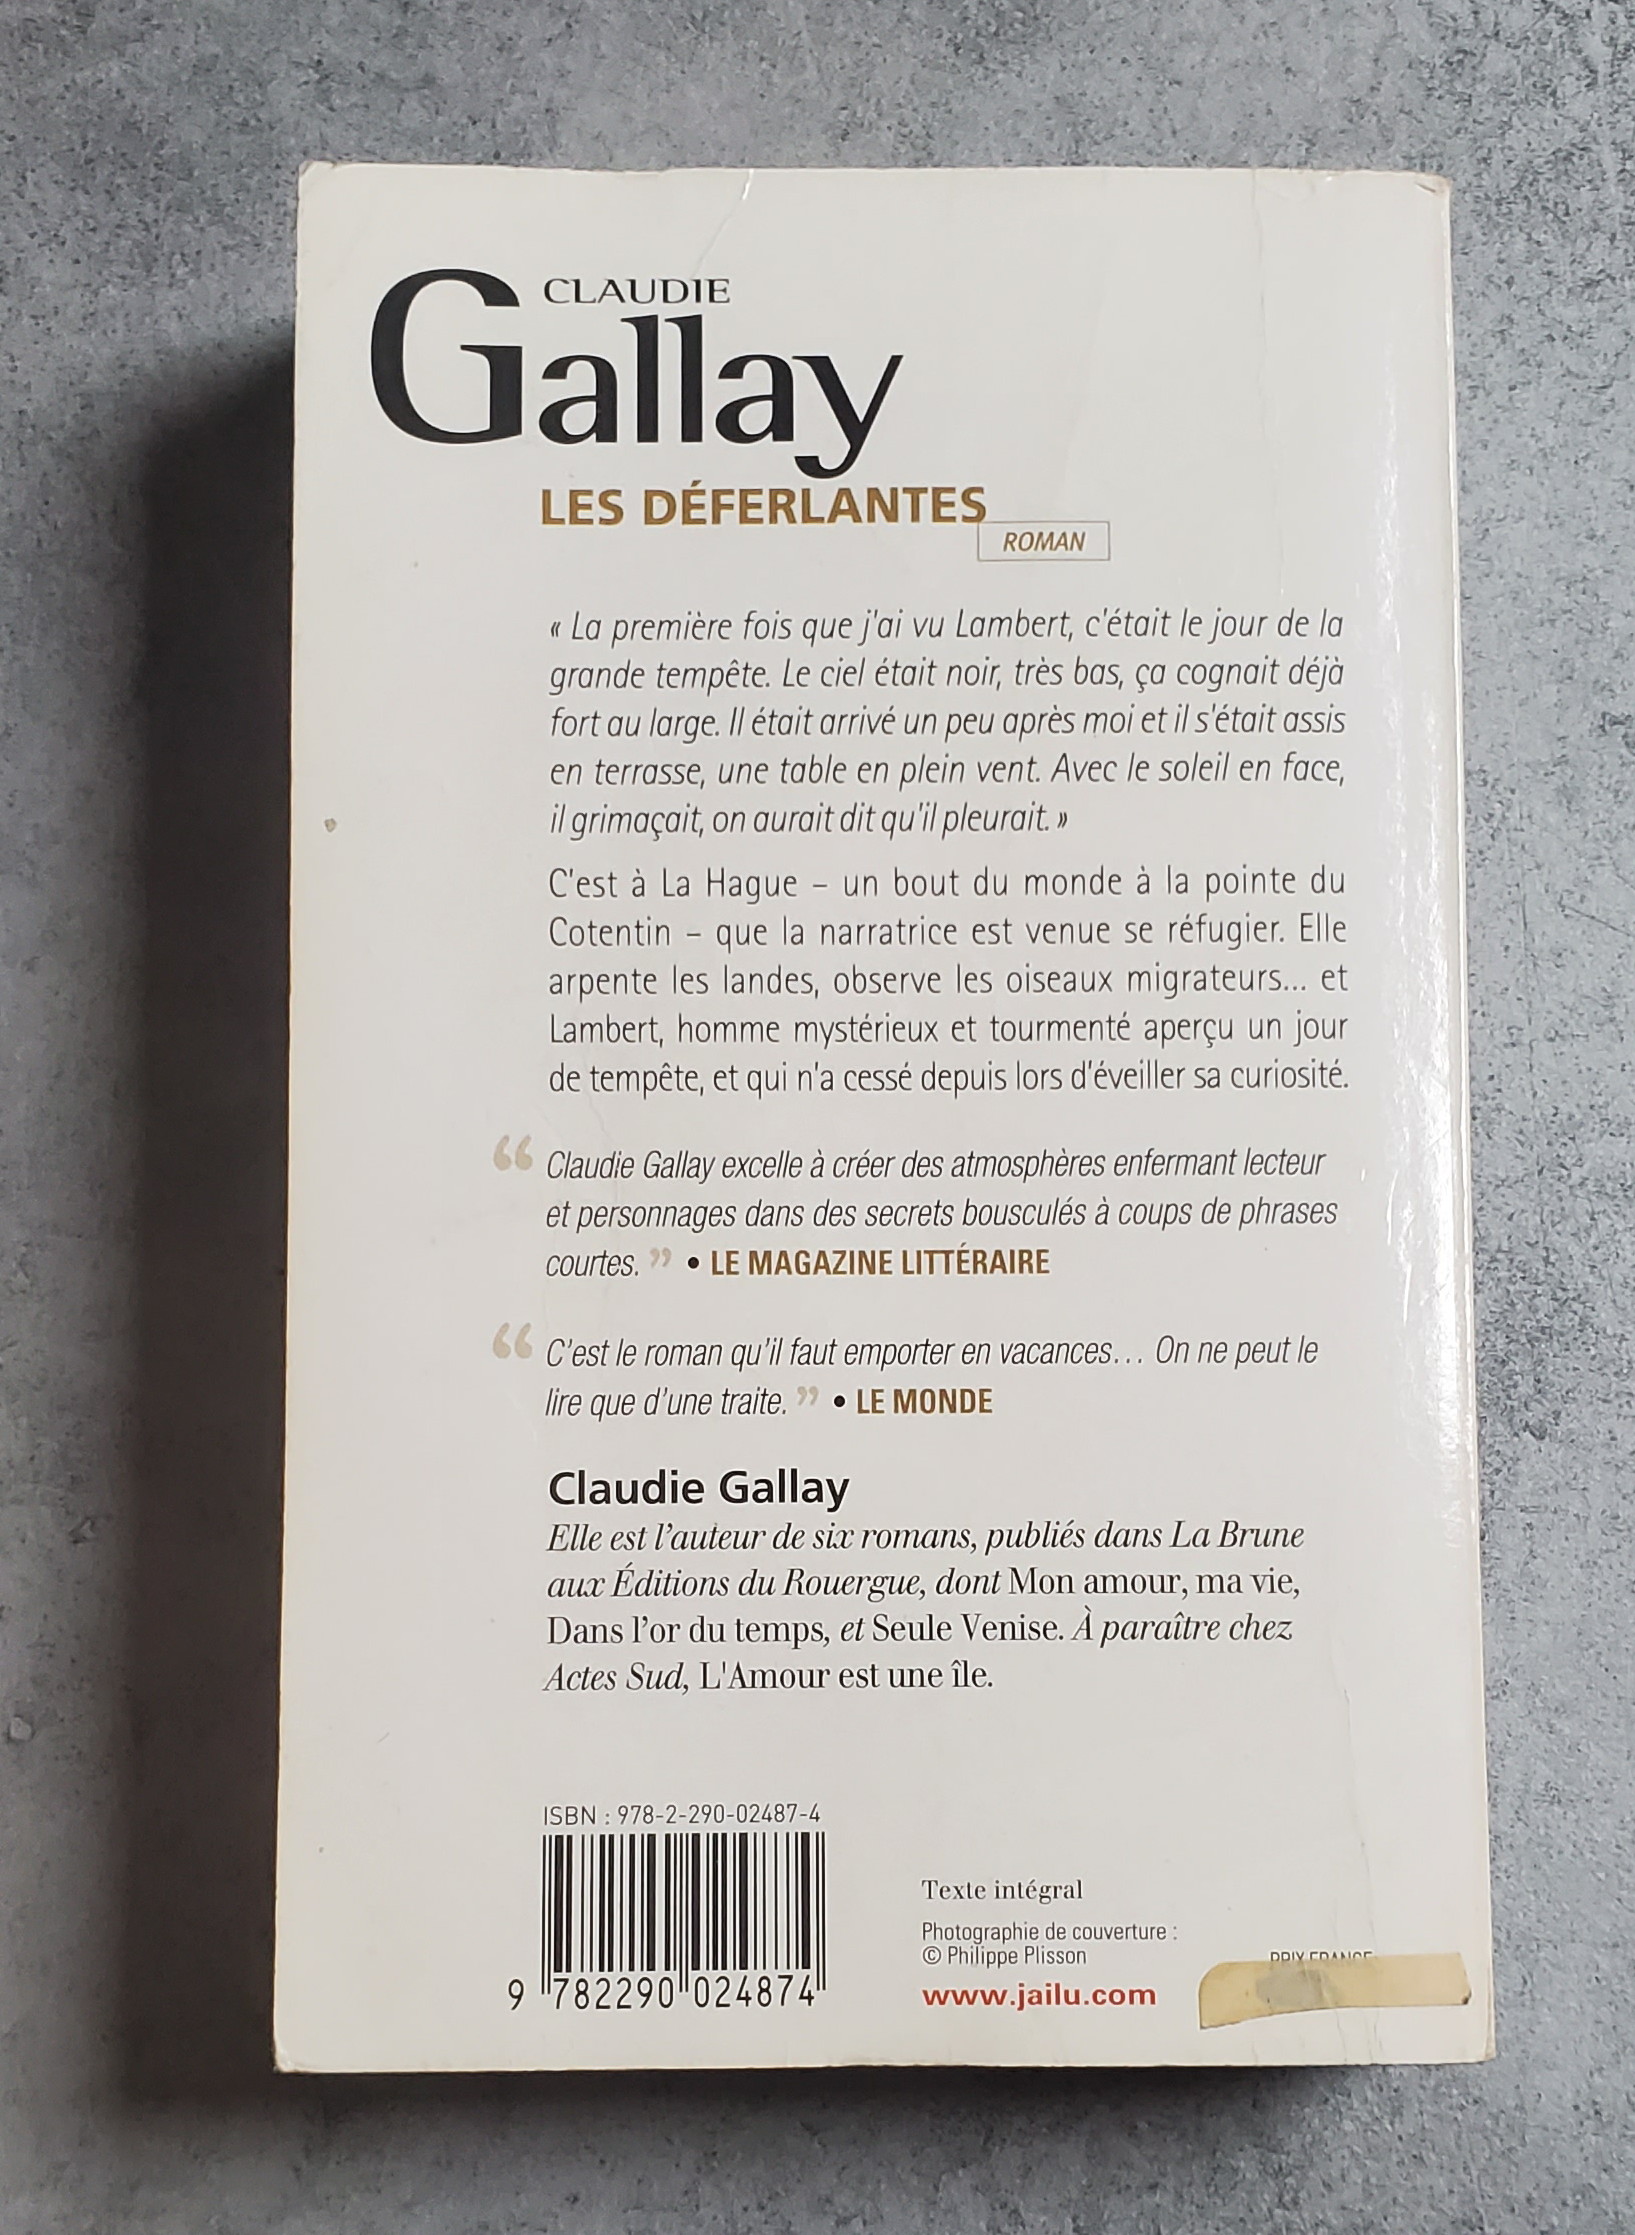 CLAUDIE
Gallay
LES DÉFERLANTES
ROMAN
« La première fois que j'ai vu Lambert, c'était le jour de la
grande tempête. Le ciel était noir, très bas, ça cognait déjà
fort au large. Il était arrivé un peu après moi et il s'était assis
en terrasse, une table en plein vent. Avec le soleil en face,
il grimaçait, on aurait dit qu'il pleurait. »
C'est à La Hague – un bout du monde à la pointe du
Cotentin – que la narratrice est venue se réfugier. Elle
arpente les landes, observe les oiseaux migrateurs... et
Lambert, homme mystérieux et tourmenté aperçu un jour
de tempête, et qui n'a cessé depuis lors d'éveiller sa curiosité.
“ Claudie Gallay excelle à créer des atmosphères enfermant lecteur
et personnages dans des secrets bousculés à coups de phrases
courtes. ” • LE MAGAZINE LITTÉRAIRE
“ C'est le roman qu'il faut emporter en vacances... On ne peut le
lire que d'une traite. ” • LE MONDE
Claudie Gallay
Elle est l'auteur de six romans, publiés dans La Brune
aux Éditions du Rouergue, dont Mon amour, ma vie,
Dans l'or du temps, et Seule Venise. À paraître chez
Actes Sud, L'Amour est une île.
ISBN : 978-2-290-02487-4
9 782290 024874
Texte intégral
Photographie de couverture :
© Philippe Plisson
www.jailu.com
PRIX FRANCE